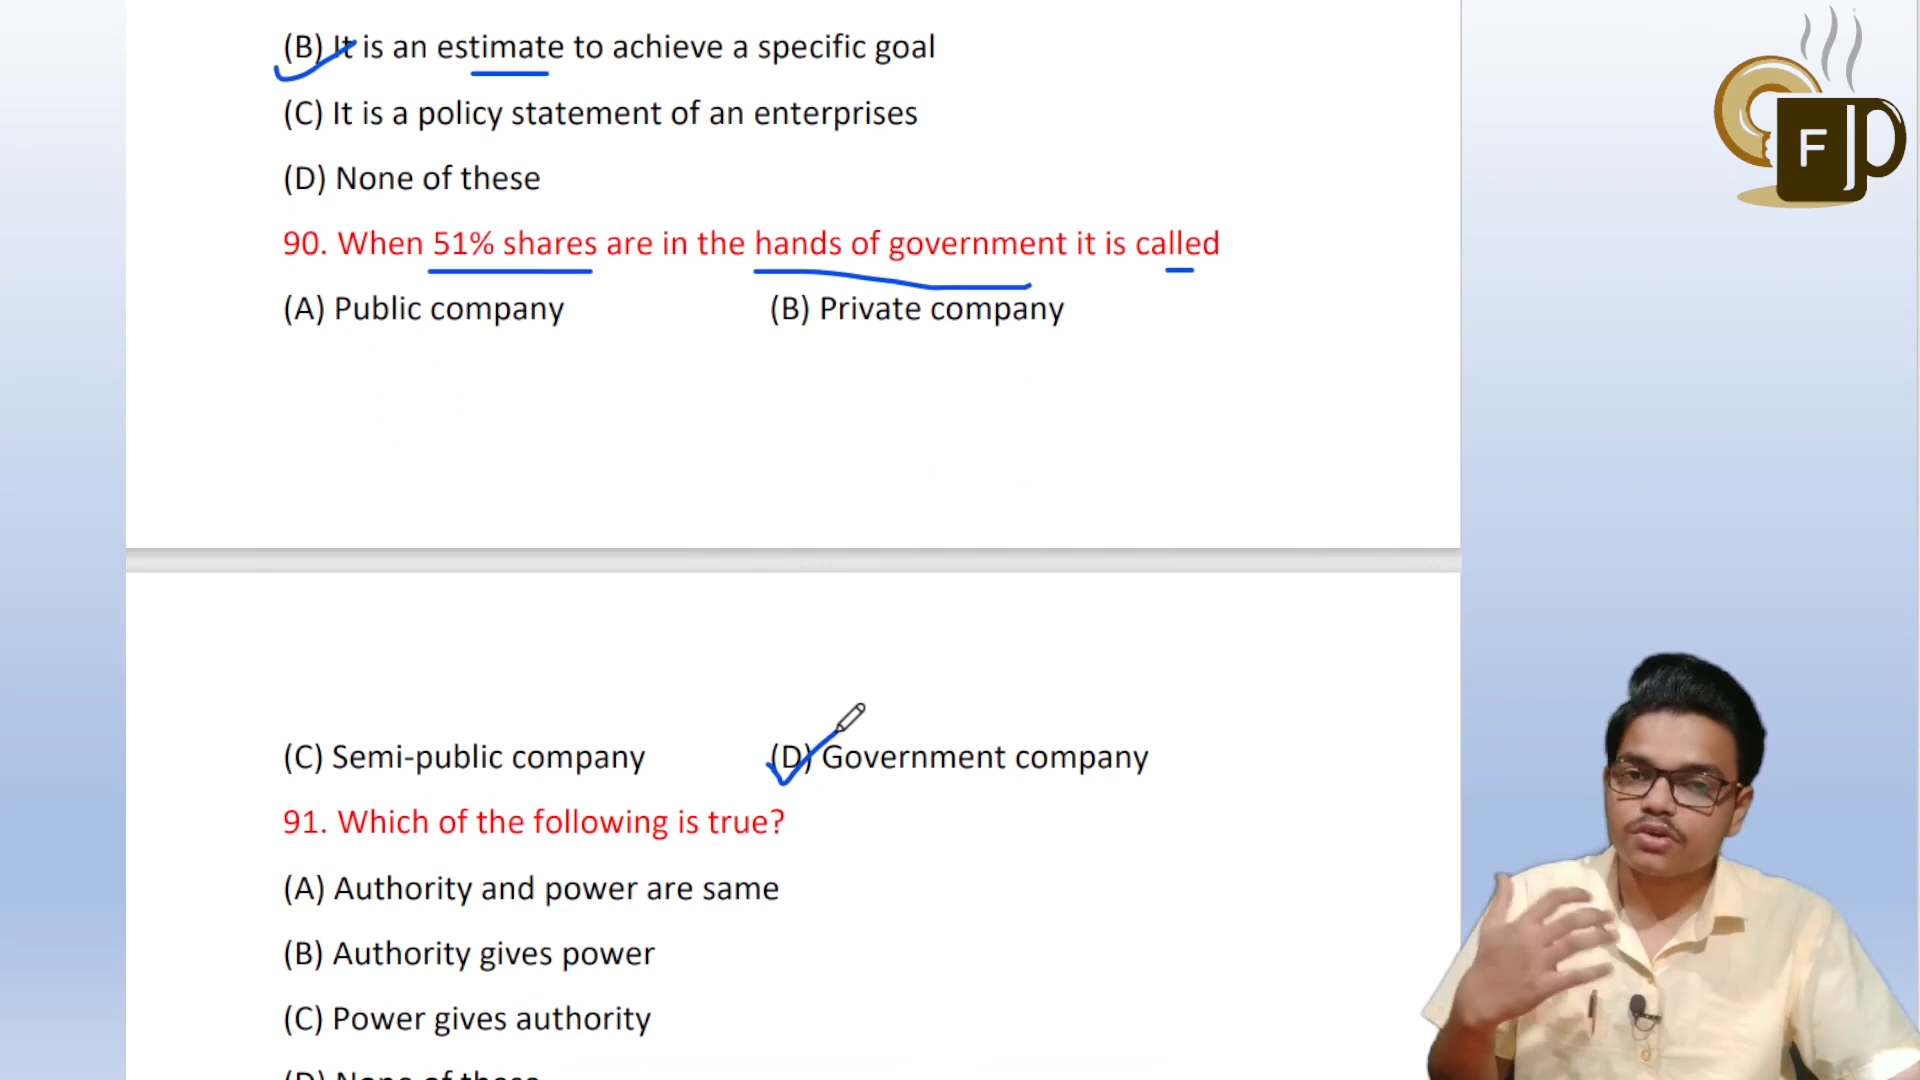 (B) It is an estimate to achieve a specific goal
(C) It is a policy statement of an enterprises
(D) None of these
90. When 51% shares are in the hands of government it is called
(A) Public company (B) Private company
(C) Semi-public company (D) Government company
91. Which of the following is true?
(A) Authority and power are same
(B) Authority gives power
(C) Power gives authority
(D) None of these
F